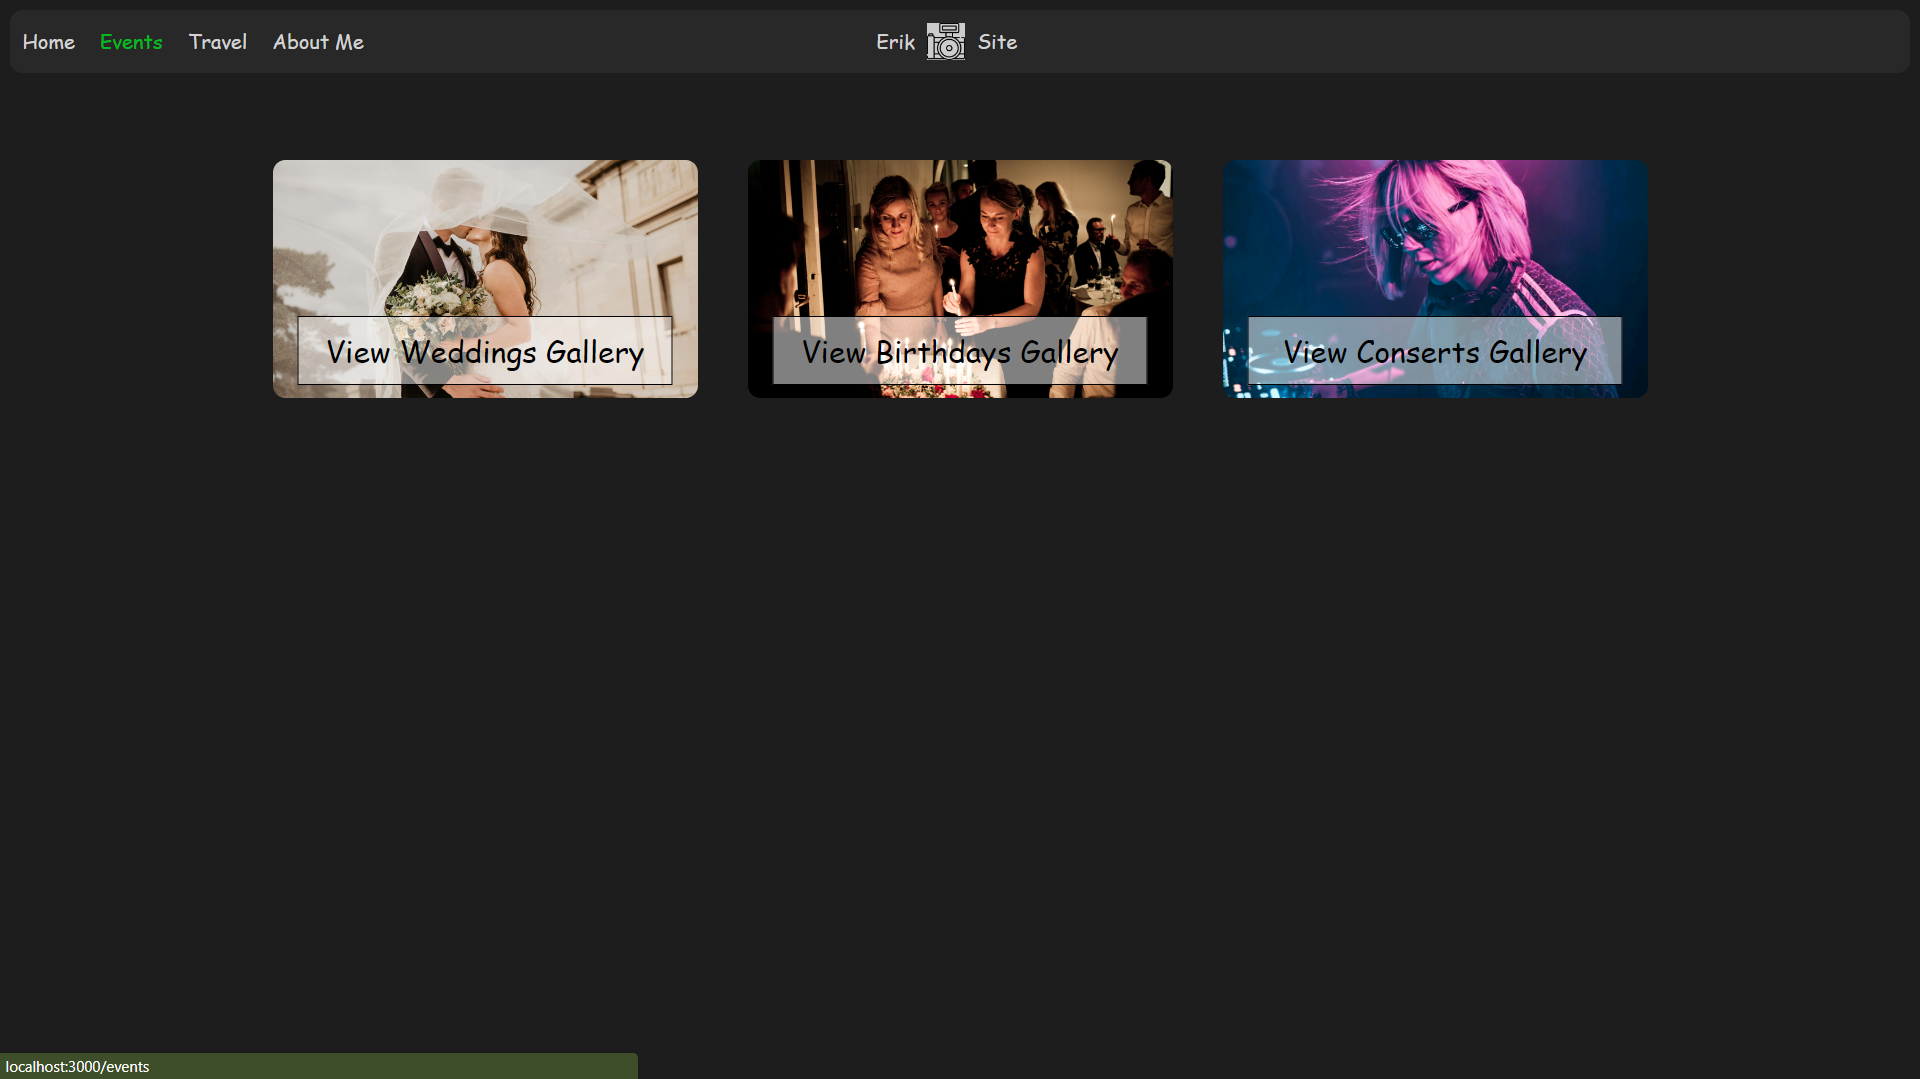 Home Events Travel About Me Erik Site
View Weddings Gallery View Birthdays Gallery View Conserts Gallery
localhost:3000/events